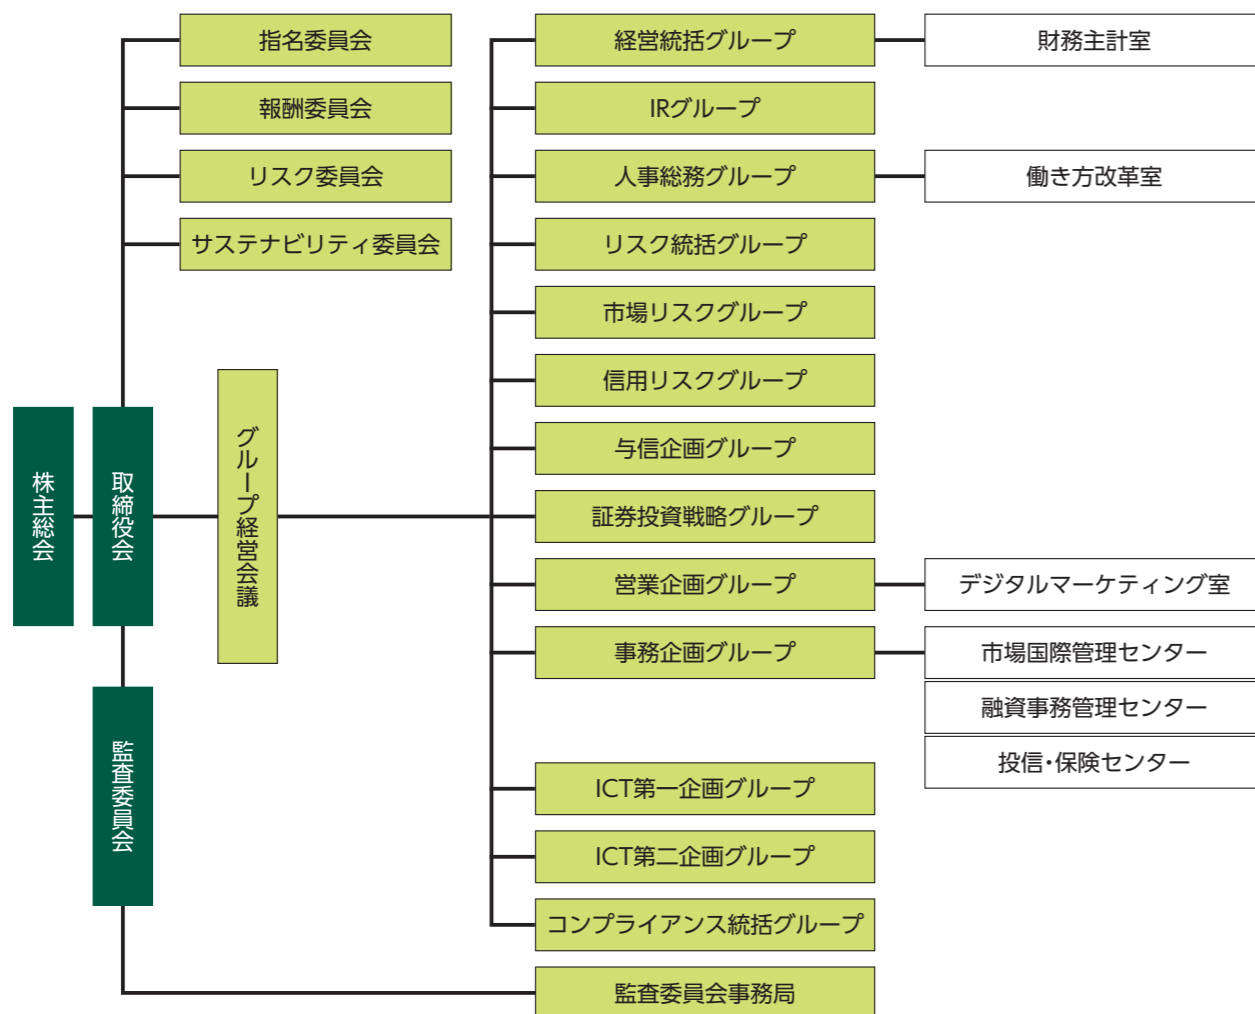 指名委員会
報酬委員会
リスク委員会
サステナビリティ委員会
株主総会
取締役会
監査委員会
グループ経営会議
経営統括グループ
財務主計室
IRグループ
人事総務グループ
働き方改革室
リスク統括グループ
市場リスクグループ
信用リスクグループ
与信企画グループ
証券投資戦略グループ
営業企画グループ
デジタルマーケティング室
事務企画グループ
市場国際管理センター
融資事務管理センター
投信・保険センター
ICT第一企画グループ
ICT第二企画グループ
コンプライアンス統括グループ
監査委員会事務局